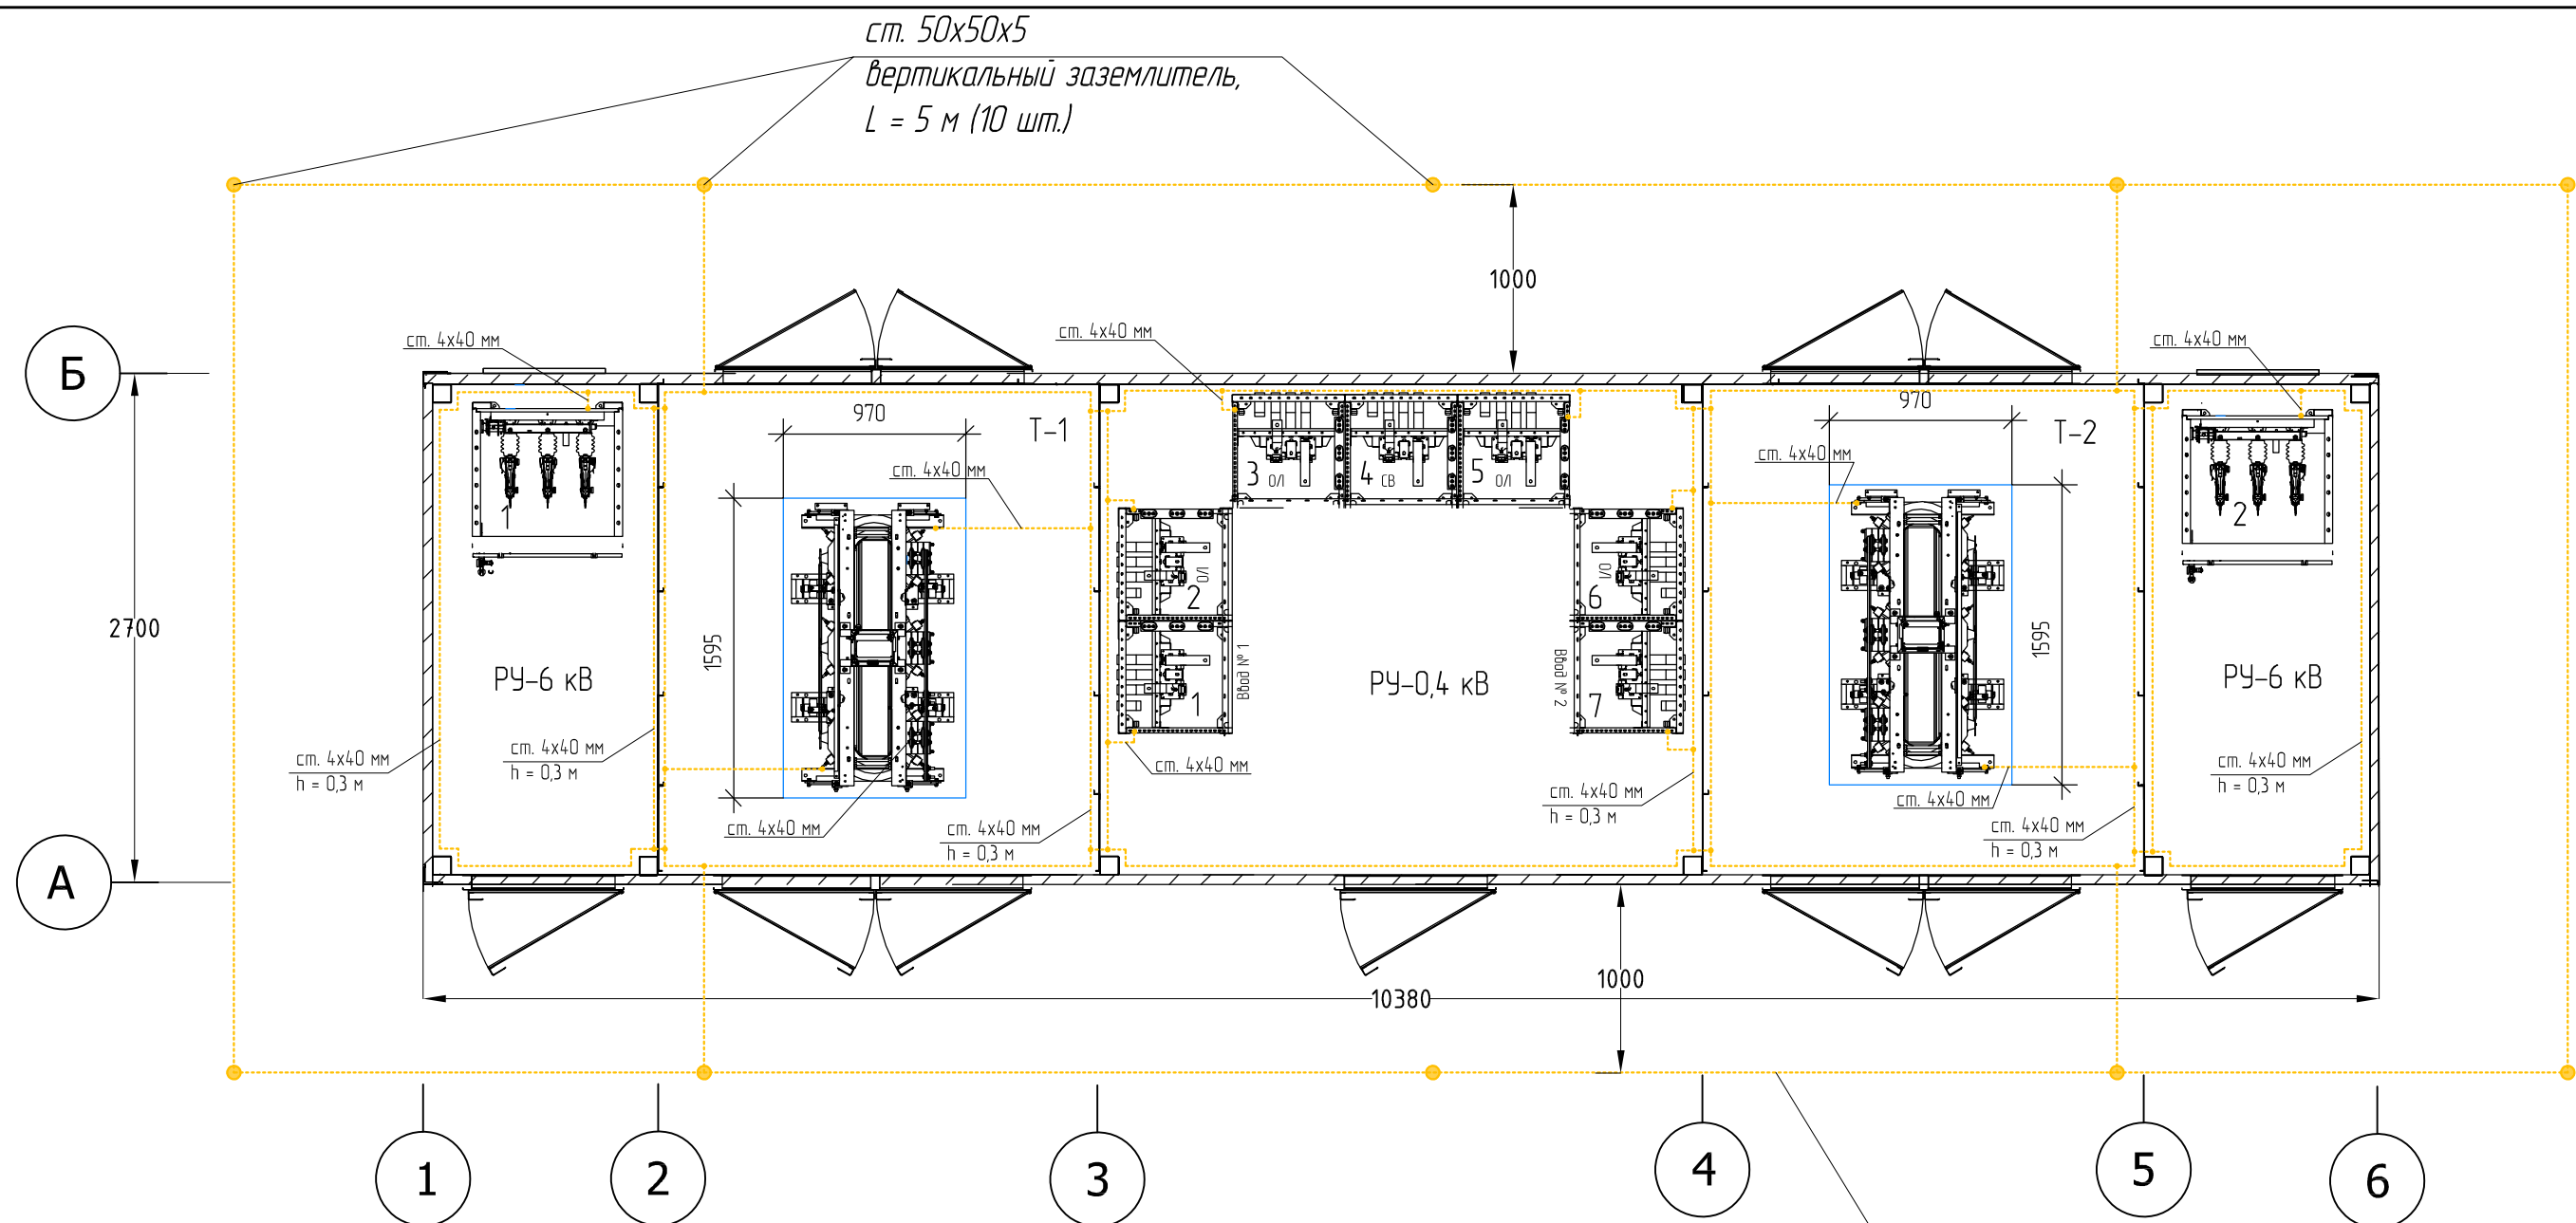 ст. 50х50х5
вертикальный заземлитель,
L = 5 м (10 шт.)
1000
Б
ст. 4х40 мм
ст. 4х40 мм
ст. 4х40 мм
970
Т-1
970
Т-2
ст. 4х40 мм
ст. 4х40 мм
3 О/1
4 СВ
5 О/1
1
2
2 О/1
6 О/1
2700
1595
1595
РУ-6 кВ
1
Ввод № 1
РУ-0,4 кВ
Ввод № 2
7
РУ-6 кВ
ст. 4х40 мм
h = 0,3 м
ст. 4х40 мм
h = 0,3 м
ст. 4х40 мм
ст. 4х40 мм
h = 0,3 м
ст. 4х40 мм
h = 0,3 м
ст. 4х40 мм
ст. 4х40 мм
h = 0,3 м
ст. 4х40 мм
ст. 4х40 мм
h = 0,3 м
А
1000
10380
1
2
3
4
5
6